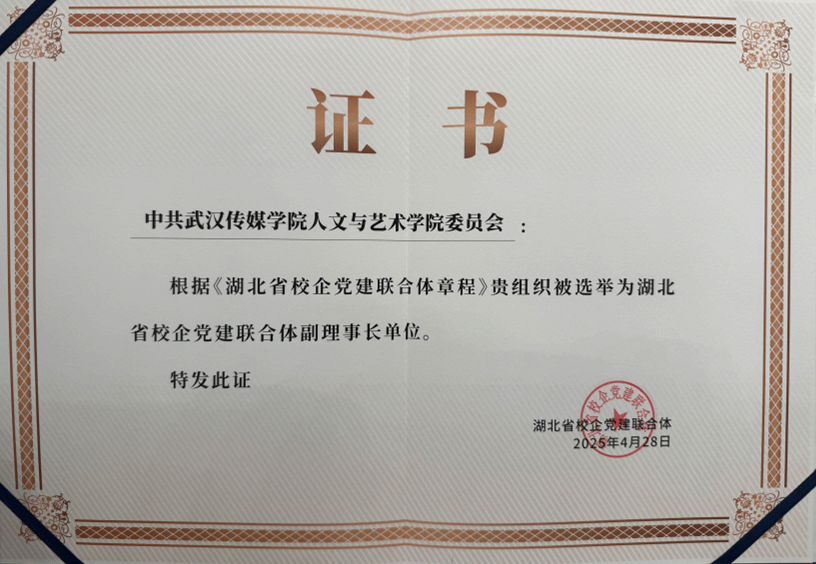 证 书
中共武汉传媒学院人文与艺术学院委员会：
根据《湖北省校企党建联合体章程》贵组织被选举为湖北
省校企党建联合体副理事长单位。
特发此证
湖北省校企党建联合体
2025年4月28日